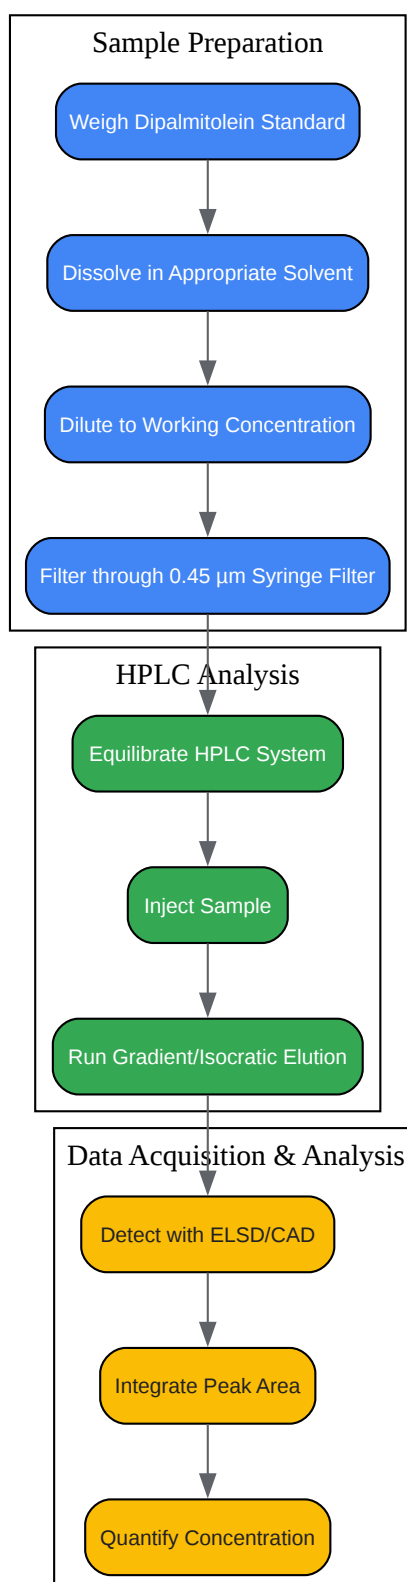 Sample Preparation
Weigh Dipalmitolein Standard
Dissolve in Appropriate Solvent
Dilute to Working Concentration
Filter through 0.45 µm Syringe Filter
HPLC Analysis
Equilibrate HPLC System
Inject Sample
Run Gradient/Isocratic Elution
Data Acquisition & Analysis
Detect with ELSD/CAD
Integrate Peak Area
Quantify Concentration